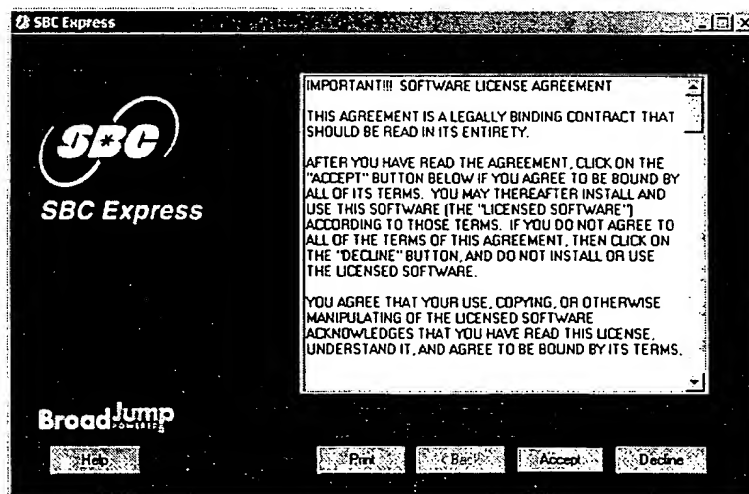 SBC Express
SBC
SBC Express
IMPORTANT!!! SOFTWARE LICENSE AGREEMENT
THIS AGREEMENT IS A LEGALLY BINDING CONTRACT THAT
SHOULD BE READ IN ITS ENTIRETY.
AFTER YOU HAVE READ THE AGREEMENT, CLICK ON THE
"ACCEPT" BUTTON BELOW IF YOU AGREE TO BE BOUND BY
ALL OF ITS TERMS. YOU MAY THEREAFTER INSTALL AND
USE THIS SOFTWARE (THE "LICENSED SOFTWARE")
ACCORDING TO THOSE TERMS. IF YOU DO NOT AGREE TO
ALL OF THE TERMS OF THIS AGREEMENT, THEN CLICK ON
THE "DECLINE" BUTTON, AND DO NOT INSTALL OR USE
THE LICENSED SOFTWARE.
YOU AGREE THAT YOUR USE, COPYING, OR OTHERWISE
MANIPULATING OF THE LICENSED SOFTWARE
ACKNOWLEDGES THAT YOU HAVE READ THIS LICENSE,
UNDERSTAND IT, AND AGREE TO BE BOUND BY ITS TERMS.
BroadJump
POWERED
Help
Print
< Back
Accept
Decline